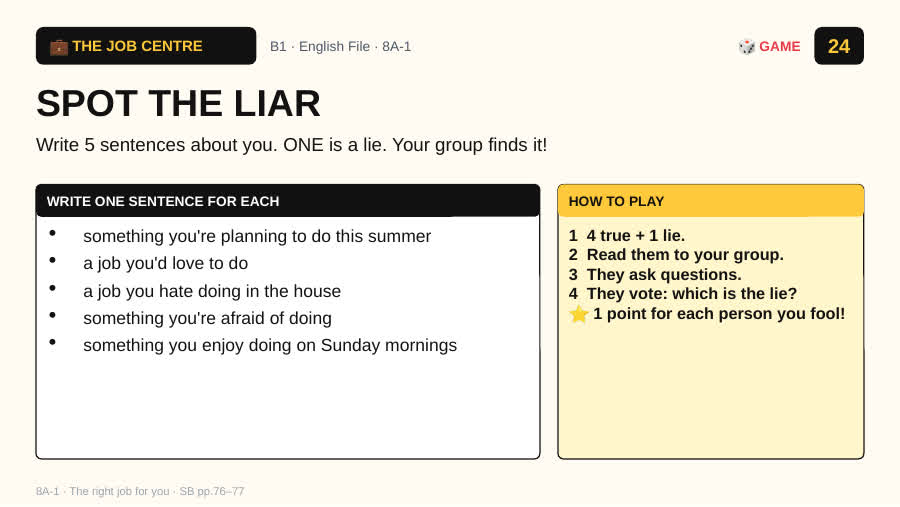 💼 THE JOB CENTRE
B1 · English File · 8A-1
🎲 GAME
24
SPOT THE LIAR
Write 5 sentences about you. ONE is a lie. Your group finds it!
WRITE ONE SENTENCE FOR EACH
• something you're planning to do this summer
• a job you'd love to do
• a job you hate doing in the house
• something you're afraid of doing
• something you enjoy doing on Sunday mornings
HOW TO PLAY
1 4 true + 1 lie.
2 Read them to your group.
3 They ask questions.
4 They vote: which is the lie?
⭐ 1 point for each person you fool!
8A-1 · The right job for you · SB pp.76–77